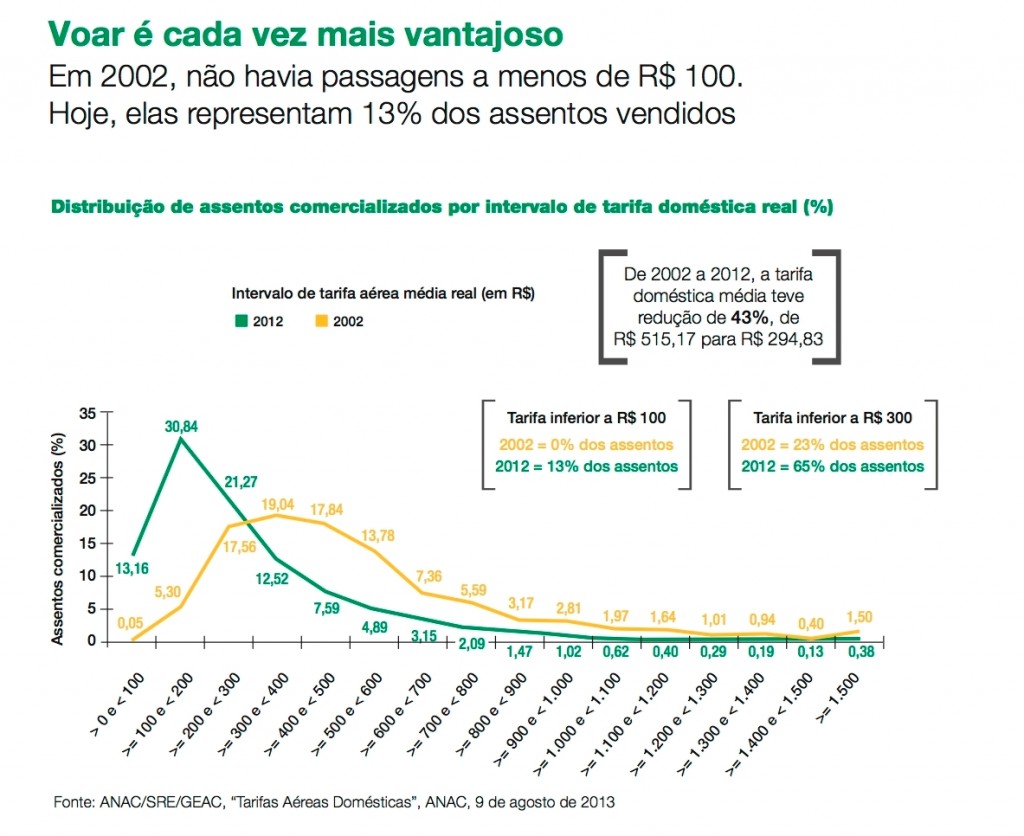 Voar é cada vez mais vantajoso
Em 2002, não havia passagens a menos de R$ 100.
Hoje, elas representam 13% dos assentos vendidos
Distribuição de assentos comercializados por intervalo de tarifa doméstica real (%)
De 2002 a 2012, a tarifa
doméstica média teve
redução de 43%, de
R$ 515,17 para R$ 294,83
Intervalo de tarifa aérea média real (em R$)
2012
2002
Tarifa inferior a R$ 100
2002 = 0% dos assentos
2012 = 13% dos assentos
Tarifa inferior a R$ 300
2002 = 23% dos assentos
2012 = 65% dos assentos
Assentos comercializados (%)
35
30
25
20
15
10
5
0
13,16
30,84
21,27
12,52
7,59
4,89
3,15
2,09
1,47
1,02
0,62
0,40
0,29
0,19
0,13
0,38
0,05
5,30
17,56
19,04
17,84
13,78
7,36
5,59
3,17
2,81
1,97
1,64
1,01
0,94
0,40
1,50
> 0 e < 100
>= 100 e < 200
>= 200 e < 300
>= 300 e < 400
>= 400 e < 500
>= 500 e < 600
>= 600 e < 700
>= 700 e < 800
>= 800 e < 900
>= 900 e < 1.000
>= 1.000 e < 1.100
>= 1.100 e < 1.200
>= 1.200 e < 1.300
>= 1.300 e < 1.400
>= 1.400 e < 1.500
>= 1.500
Fonte: ANAC/SRE/GEAC, “Tarifas Aéreas Domésticas”, ANAC, 9 de agosto de 2013